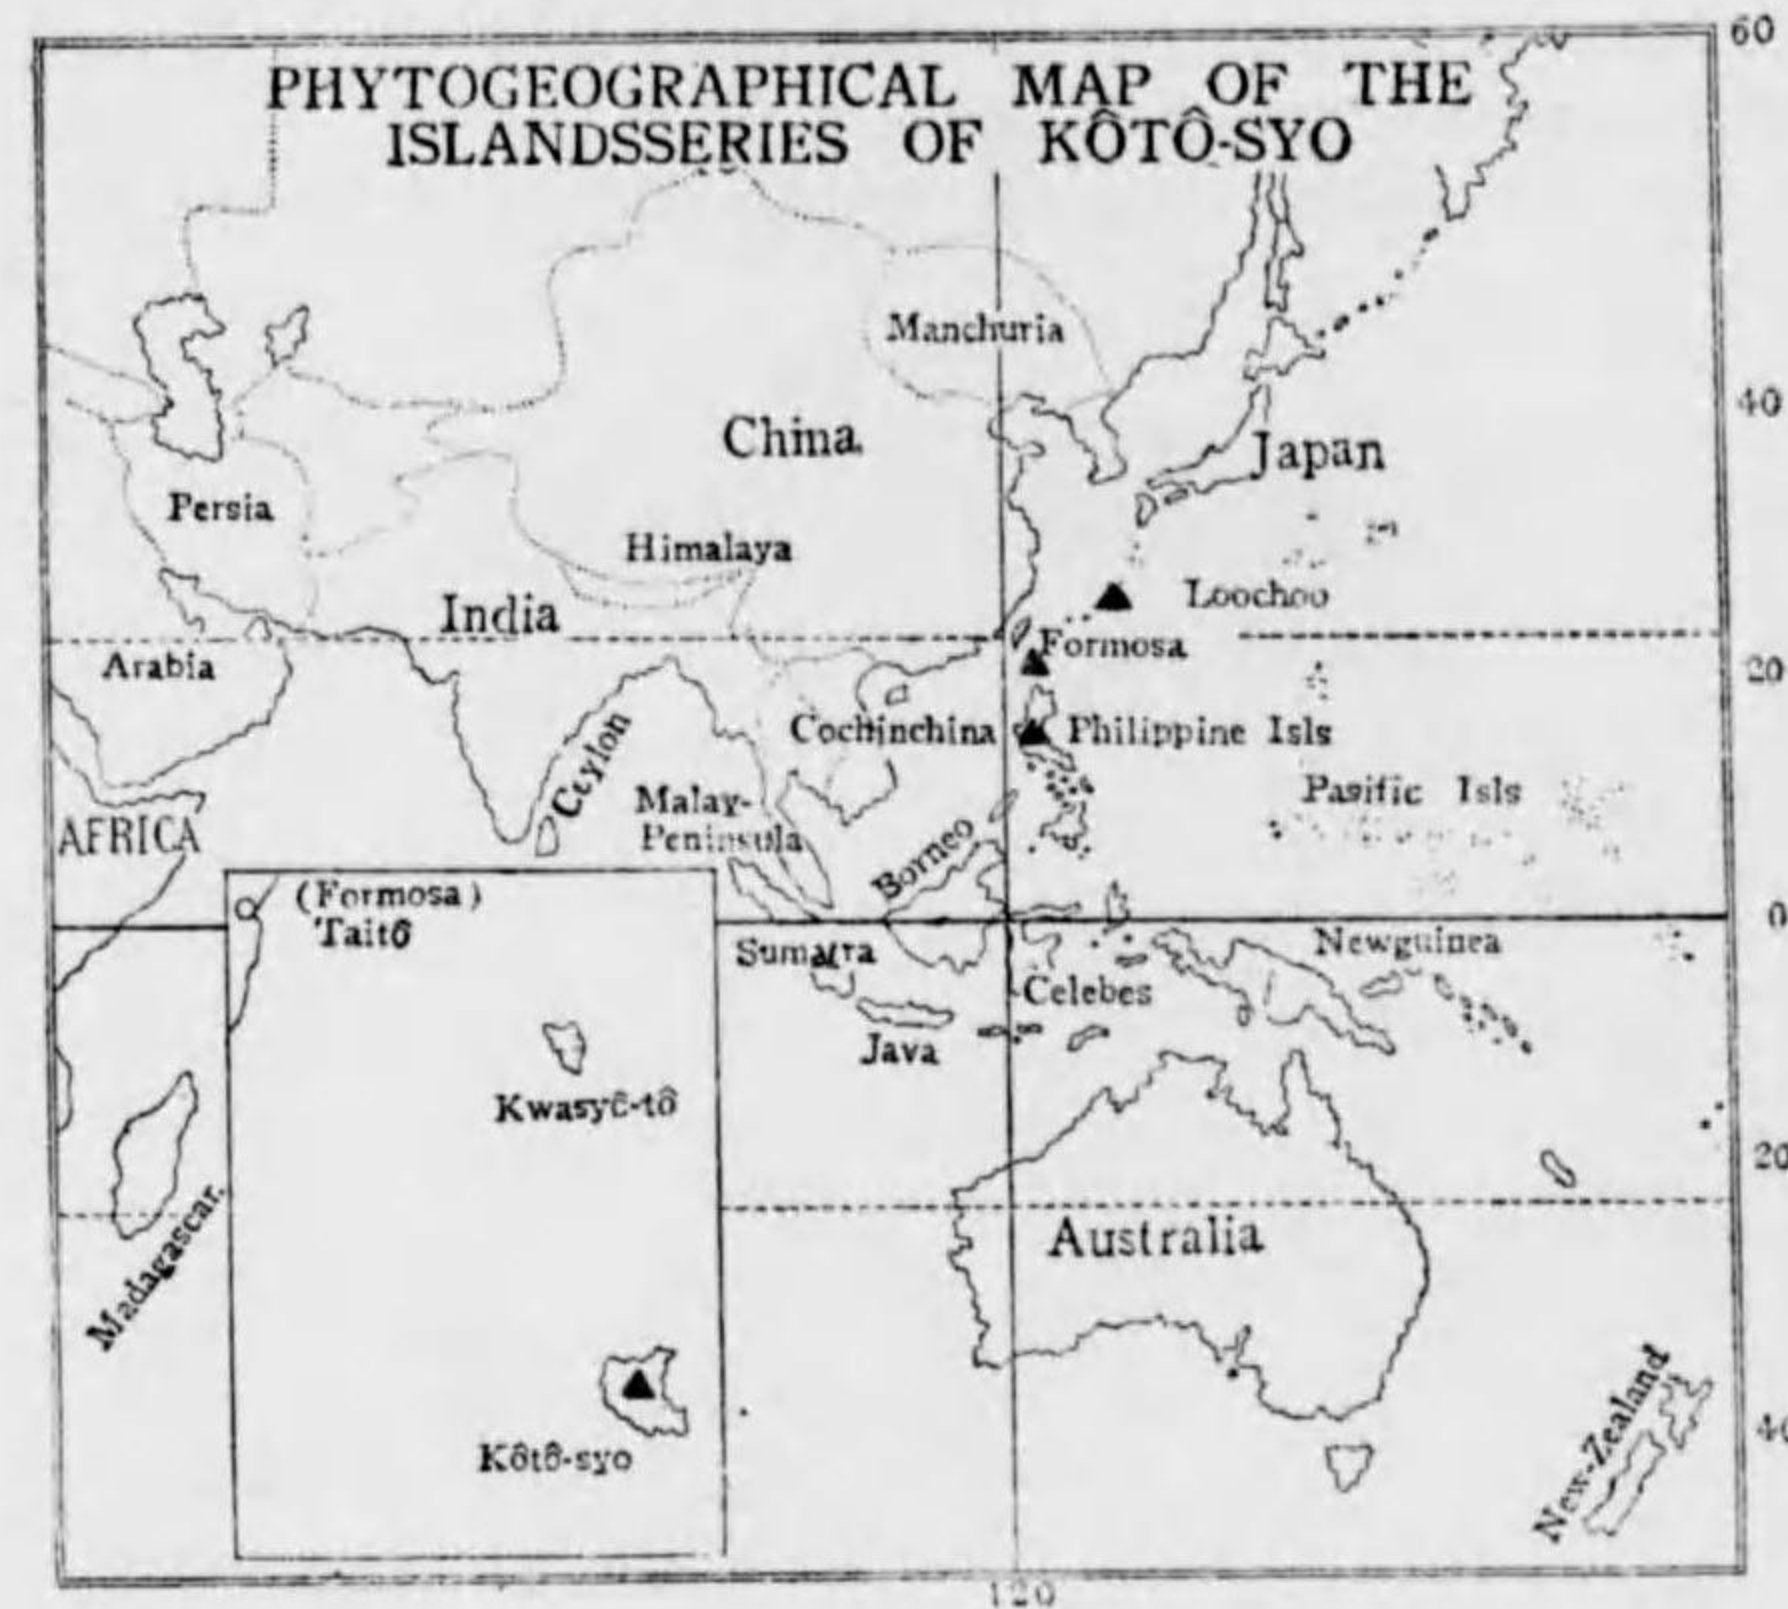 PHYTOGEOGRAPHICAL MAP OF THE
ISLANDSSERIES OF KÔTÔ-SYO
60
Manchuria
40
China
Japan
Persia
Himalaya
Loochoo
India
Formosa
Arabia
20
Ceylon
Cochinchina
Philippine Isls
Malay-
Peninsula
Pasific Isls
AFRICA
Borneo
(Formosa)
Taitô
0
Sumatra
Newguinea
Celebes
Java
Kwasyô-tô
20
Madagascar.
Australia
Kôtô-syo
New-Zealand
40
120